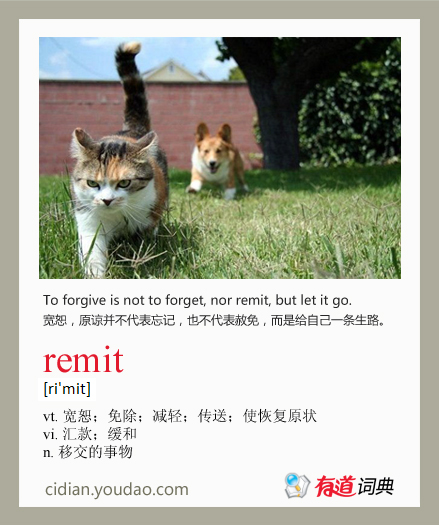 To forgive is not to forget, nor remit, but let it go.
宽恕，原谅并不代表忘记，也不代表赦免，而是给自己一条生路。
remit
[ri'mit]
vt. 宽恕；免除；减轻；传送；使恢复原状
vi. 汇款；缓和
n. 移交的事物
cidian.youdao.com
有道词典